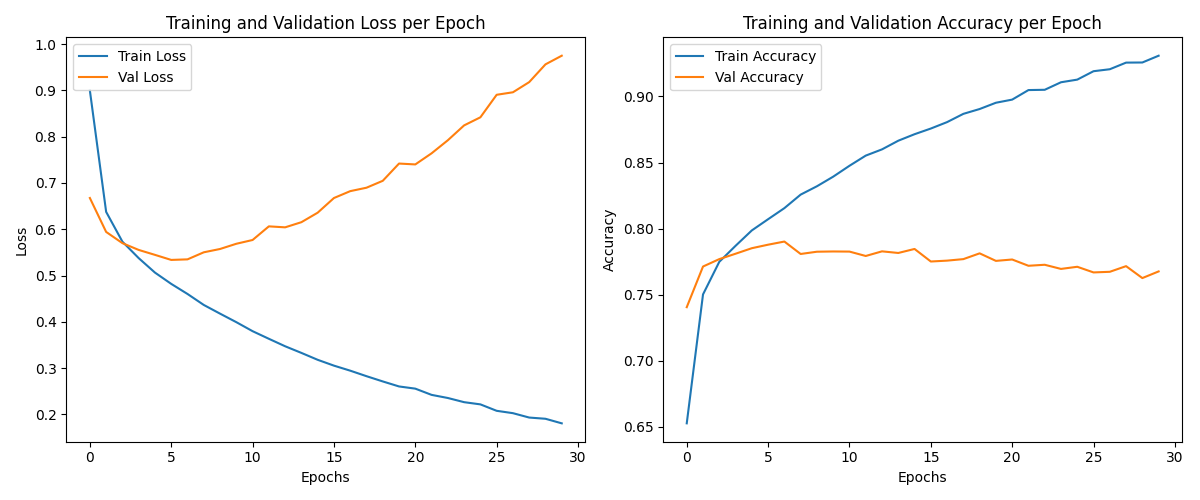 Training and Validation Loss per Epoch
Train Loss
Val Loss
1.0
0.9
0.8
0.7
0.6
0.5
0.4
0.3
0.2
Loss
0 5 10 15 20 25 30
Epochs
Training and Validation Accuracy per Epoch
Train Accuracy
Val Accuracy
0.90
0.85
0.80
0.75
0.70
0.65
Accuracy
0 5 10 15 20 25 30
Epochs